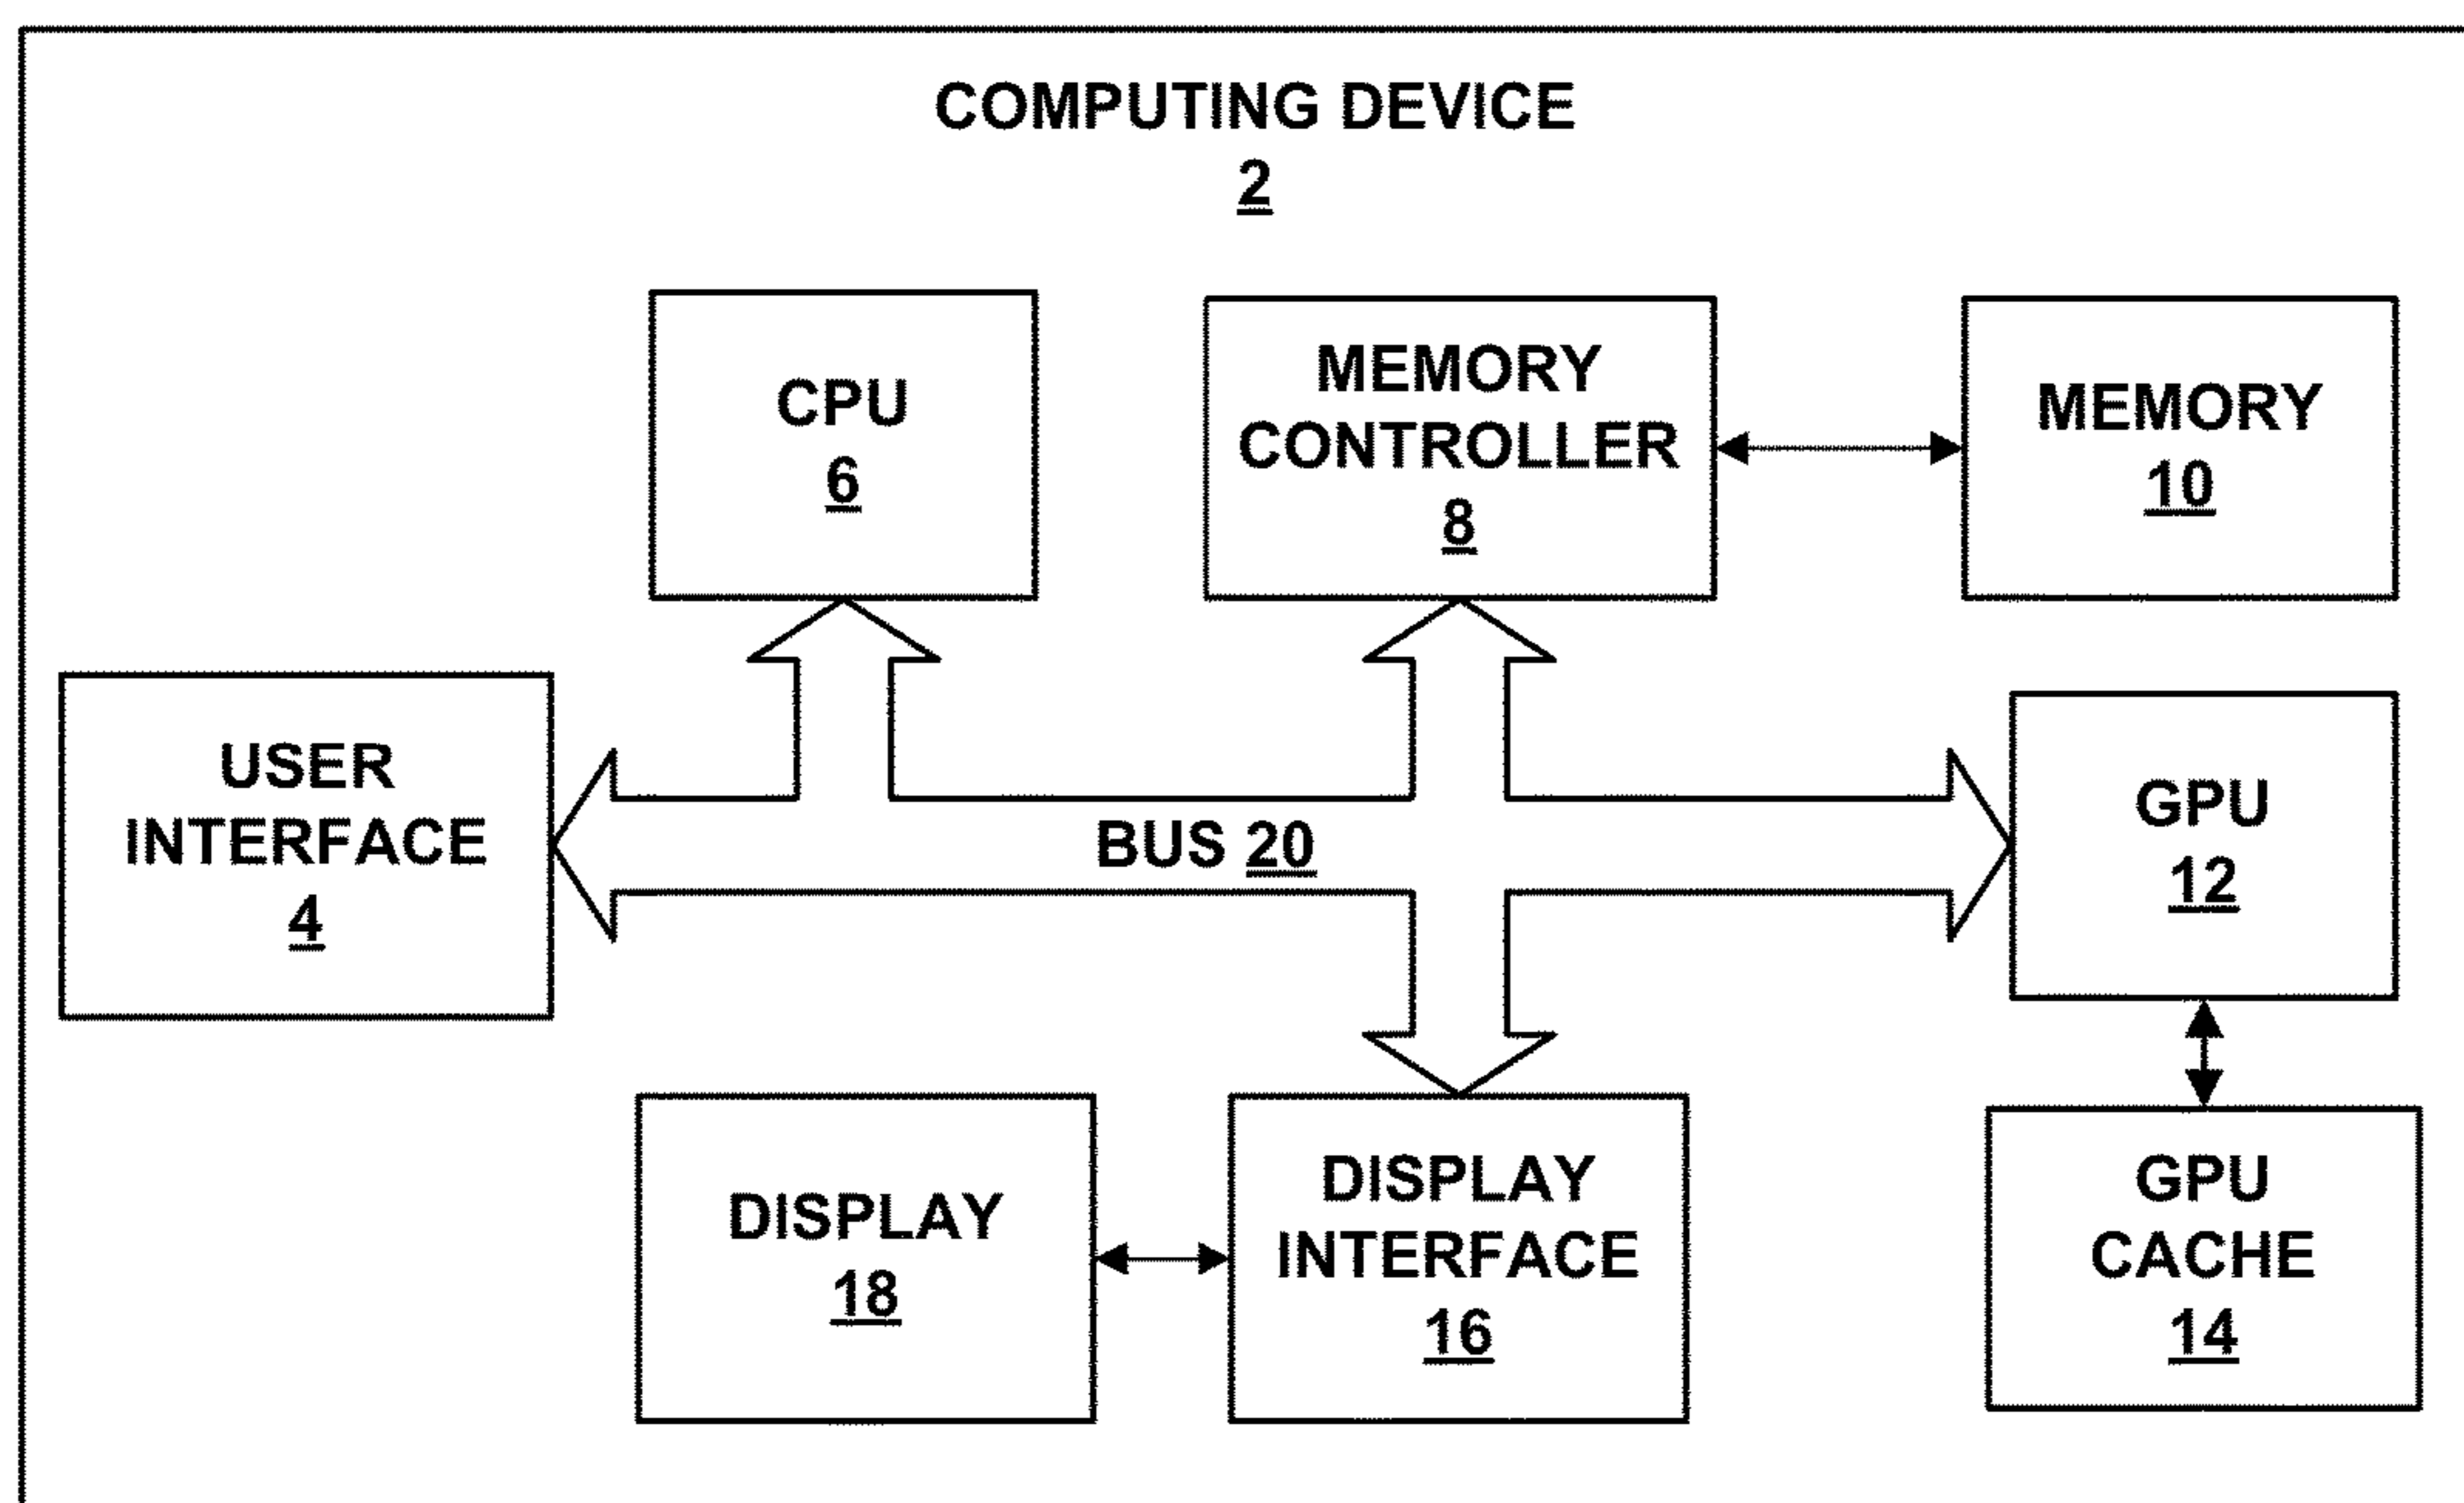 COMPUTING DEVICE
2
CPU
6
MEMORY
CONTROLLER
8
MEMORY
10
USER
INTERFACE
4
BUS 20
GPU
12
DISPLAY
18
DISPLAY
INTERFACE
16
GPU
CACHE
14